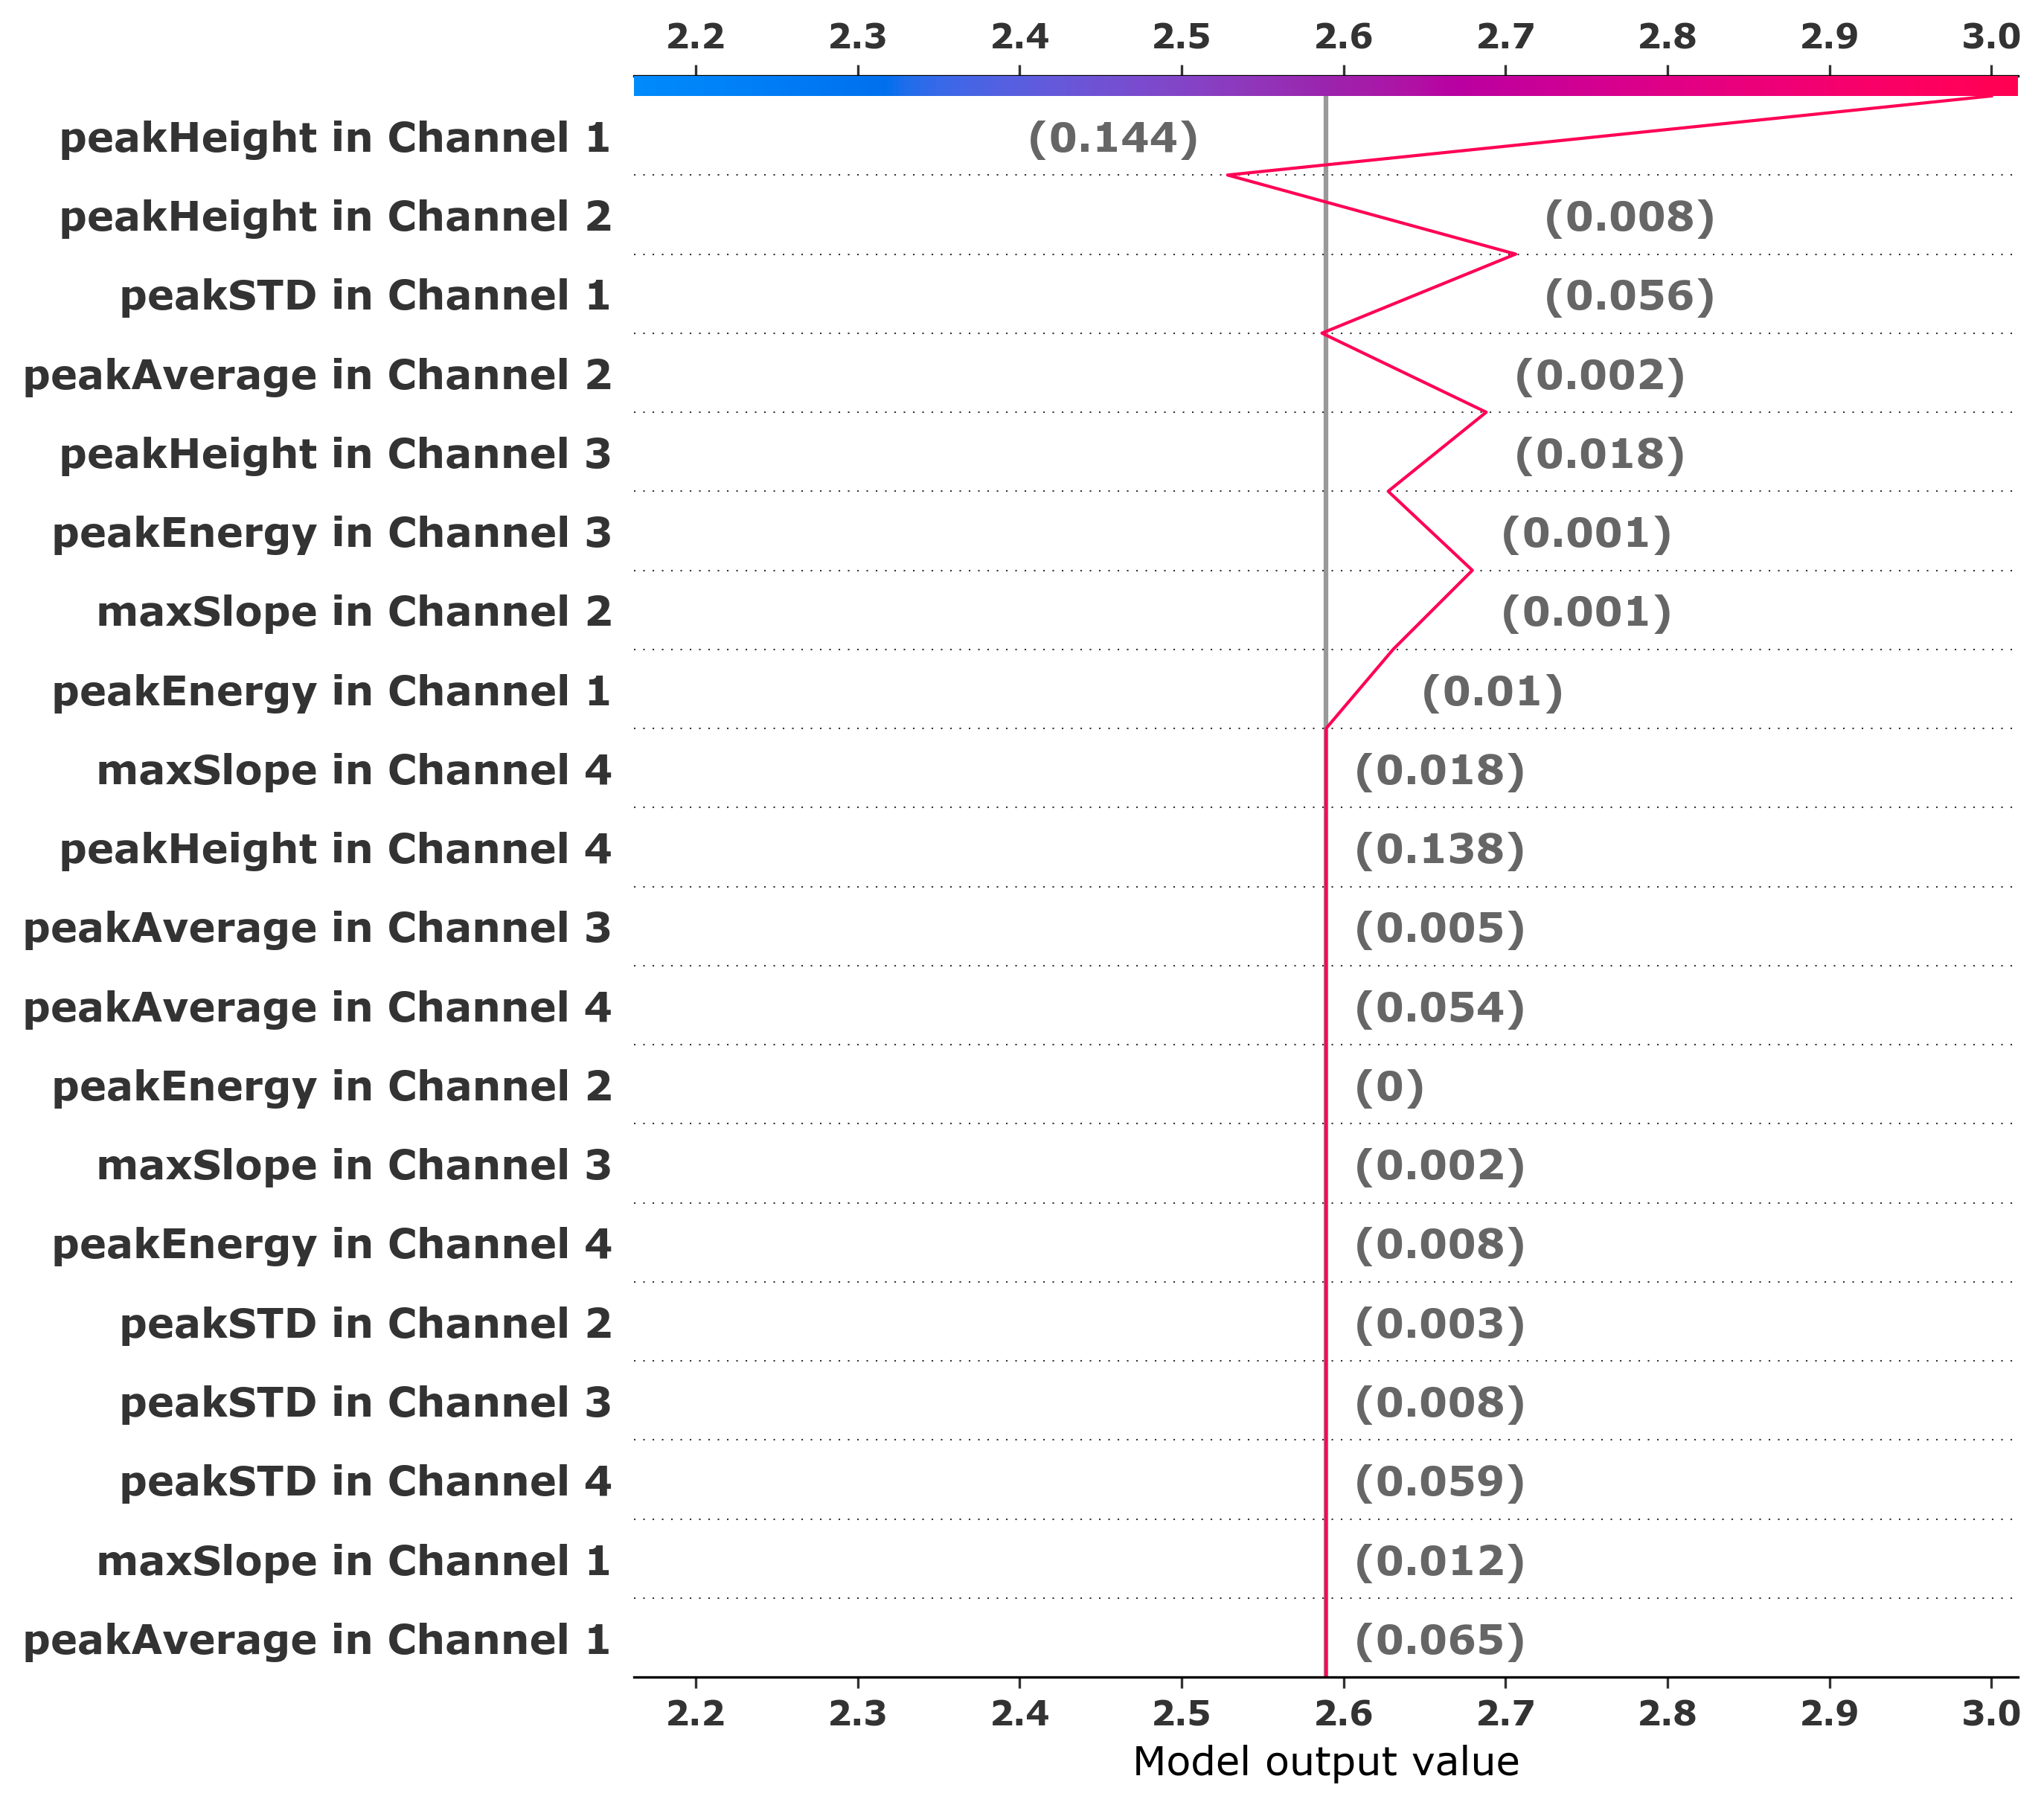 2.2 2.3 2.4 2.5 2.6 2.7 2.8 2.9 3.0
peakHeight in Channel 1 (0.144)
peakHeight in Channel 2 (0.008)
peakSTD in Channel 1 (0.056)
peakAverage in Channel 2 (0.002)
peakHeight in Channel 3 (0.018)
peakEnergy in Channel 3 (0.001)
maxSlope in Channel 2 (0.001)
peakEnergy in Channel 1 (0.01)
maxSlope in Channel 4 (0.018)
peakHeight in Channel 4 (0.138)
peakAverage in Channel 3 (0.005)
peakAverage in Channel 4 (0.054)
peakEnergy in Channel 2 (0)
maxSlope in Channel 3 (0.002)
peakEnergy in Channel 4 (0.008)
peakSTD in Channel 2 (0.003)
peakSTD in Channel 3 (0.008)
peakSTD in Channel 4 (0.059)
maxSlope in Channel 1 (0.012)
peakAverage in Channel 1 (0.065)
2.2 2.3 2.4 2.5 2.6 2.7 2.8 2.9 3.0
Model output value